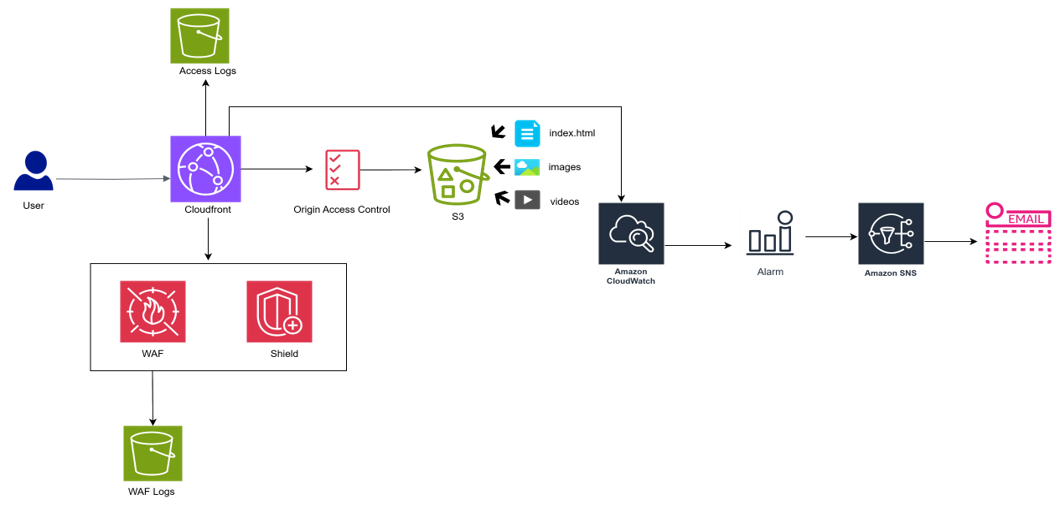 Access Logs
index.html
images
videos
User
Cloudfront
Origin Access Control
S3
EMAIL
Amazon
CloudWatch
Alarm
Amazon SNS
WAF
Shield
WAF Logs